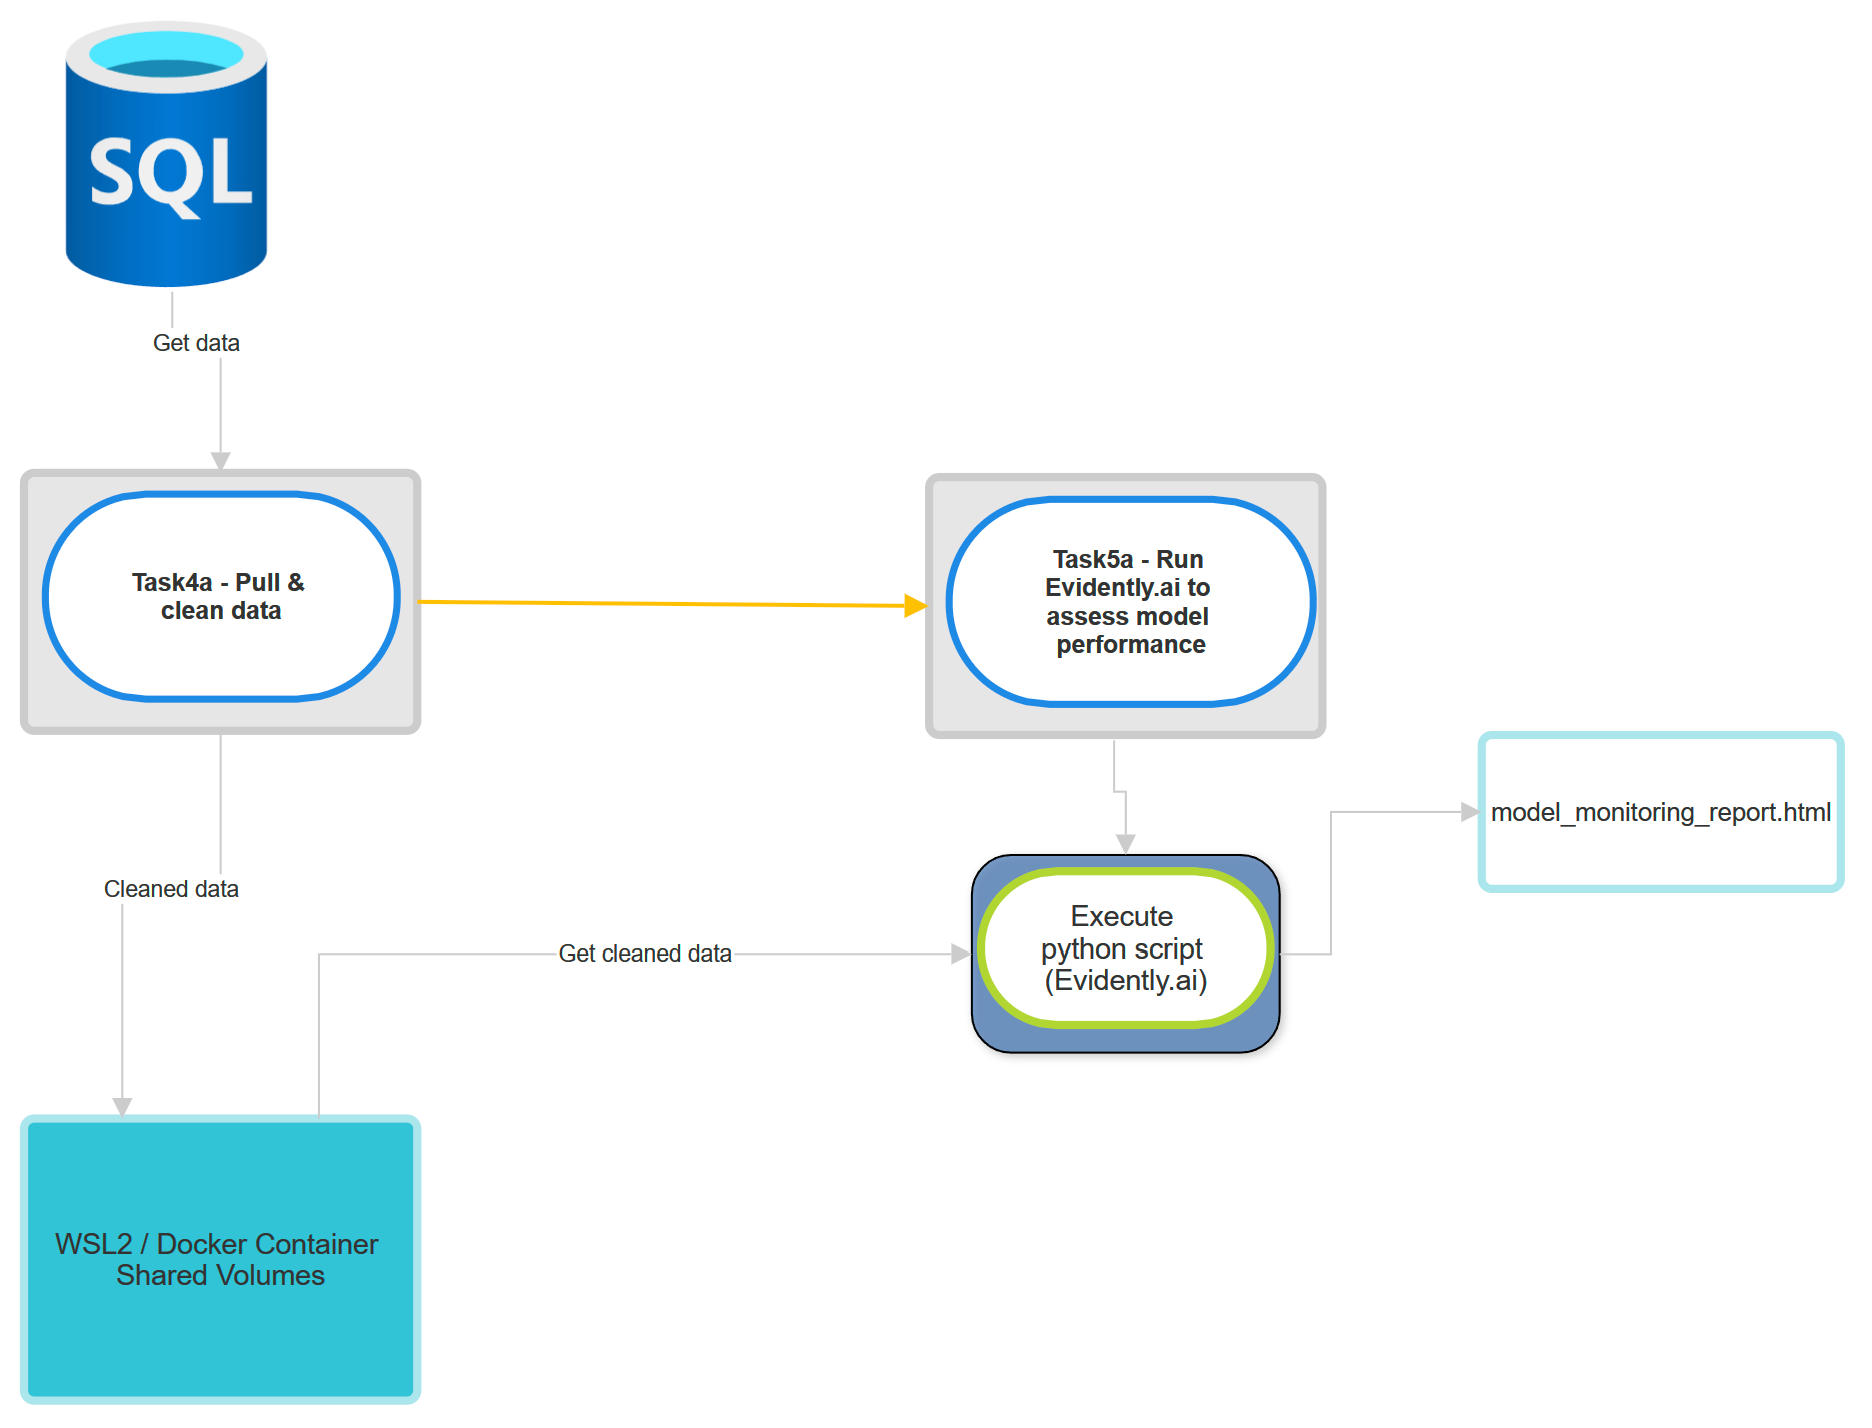 SQL
Get data
Task4a - Pull &
clean data
Task5a - Run
Evidently.ai to
assess model
performance
model_monitoring_report.html
Cleaned data
Get cleaned data
Execute
python script
(Evidently.ai)
WSL2 / Docker Container
Shared Volumes